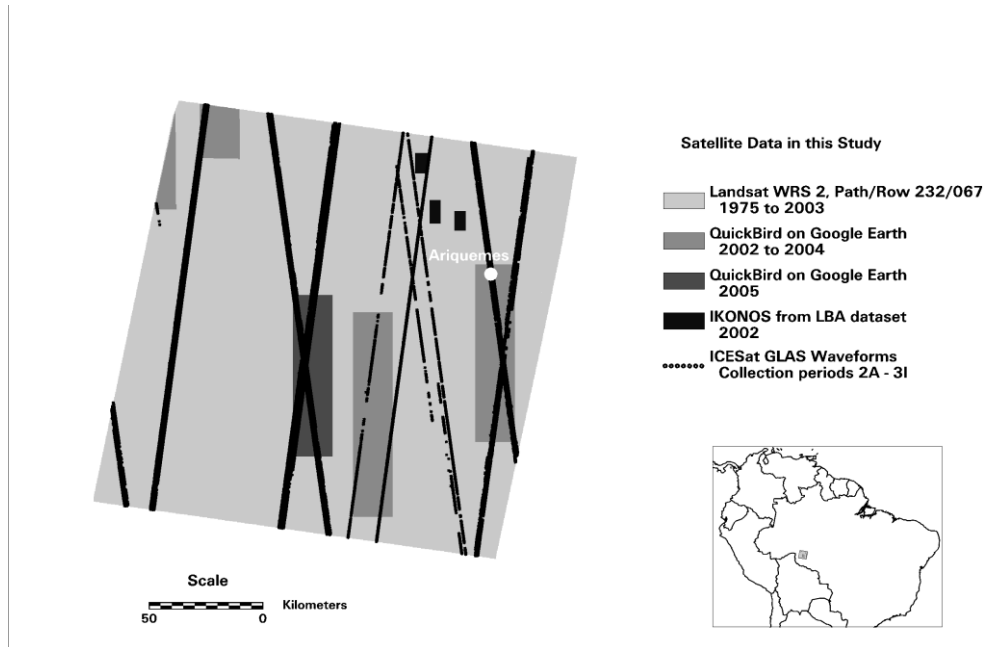 Satellite Data in this Study
Landsat WRS 2, Path/Row 232/067
1975 to 2003
QuickBird on Google Earth
2002 to 2004
Ariquemes
QuickBird on Google Earth
2005
IKONOS from LBA dataset
2002
ICESat GLAS Waveforms
Collection periods 2A - 3I
Scale
Kilometers
50 0